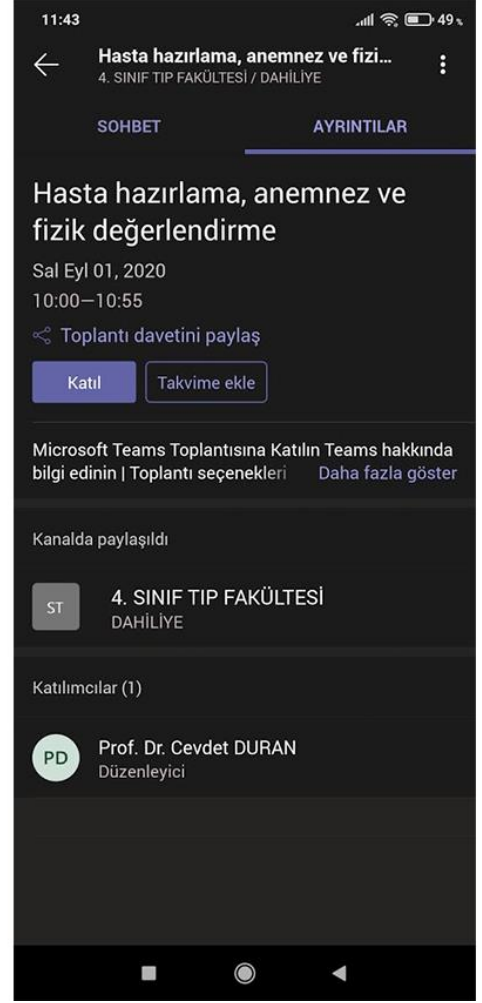 11:43
49
Hasta hazırlama, anemnez ve fizi...
4. SINIF TIP FAKÜLTESİ / DAHİLİYE
SOHBET
AYRINTILAR
Hasta hazırlama, anemnez ve
fizik değerlendirme
Sal Eyl 01, 2020
10:00—10:55
Toplantı davetini paylaş
Katıl
Takvime ekle
Microsoft Teams Toplantısına Katılın Teams hakkında
bilgi edinin | Toplantı seçenekleri Daha fazla göster
Kanalda paylaşıldı
ST
4. SINIF TIP FAKÜLTESİ
DAHİLİYE
Katılımcılar (1)
PD
Prof. Dr. Cevdet DURAN
Düzenleyici